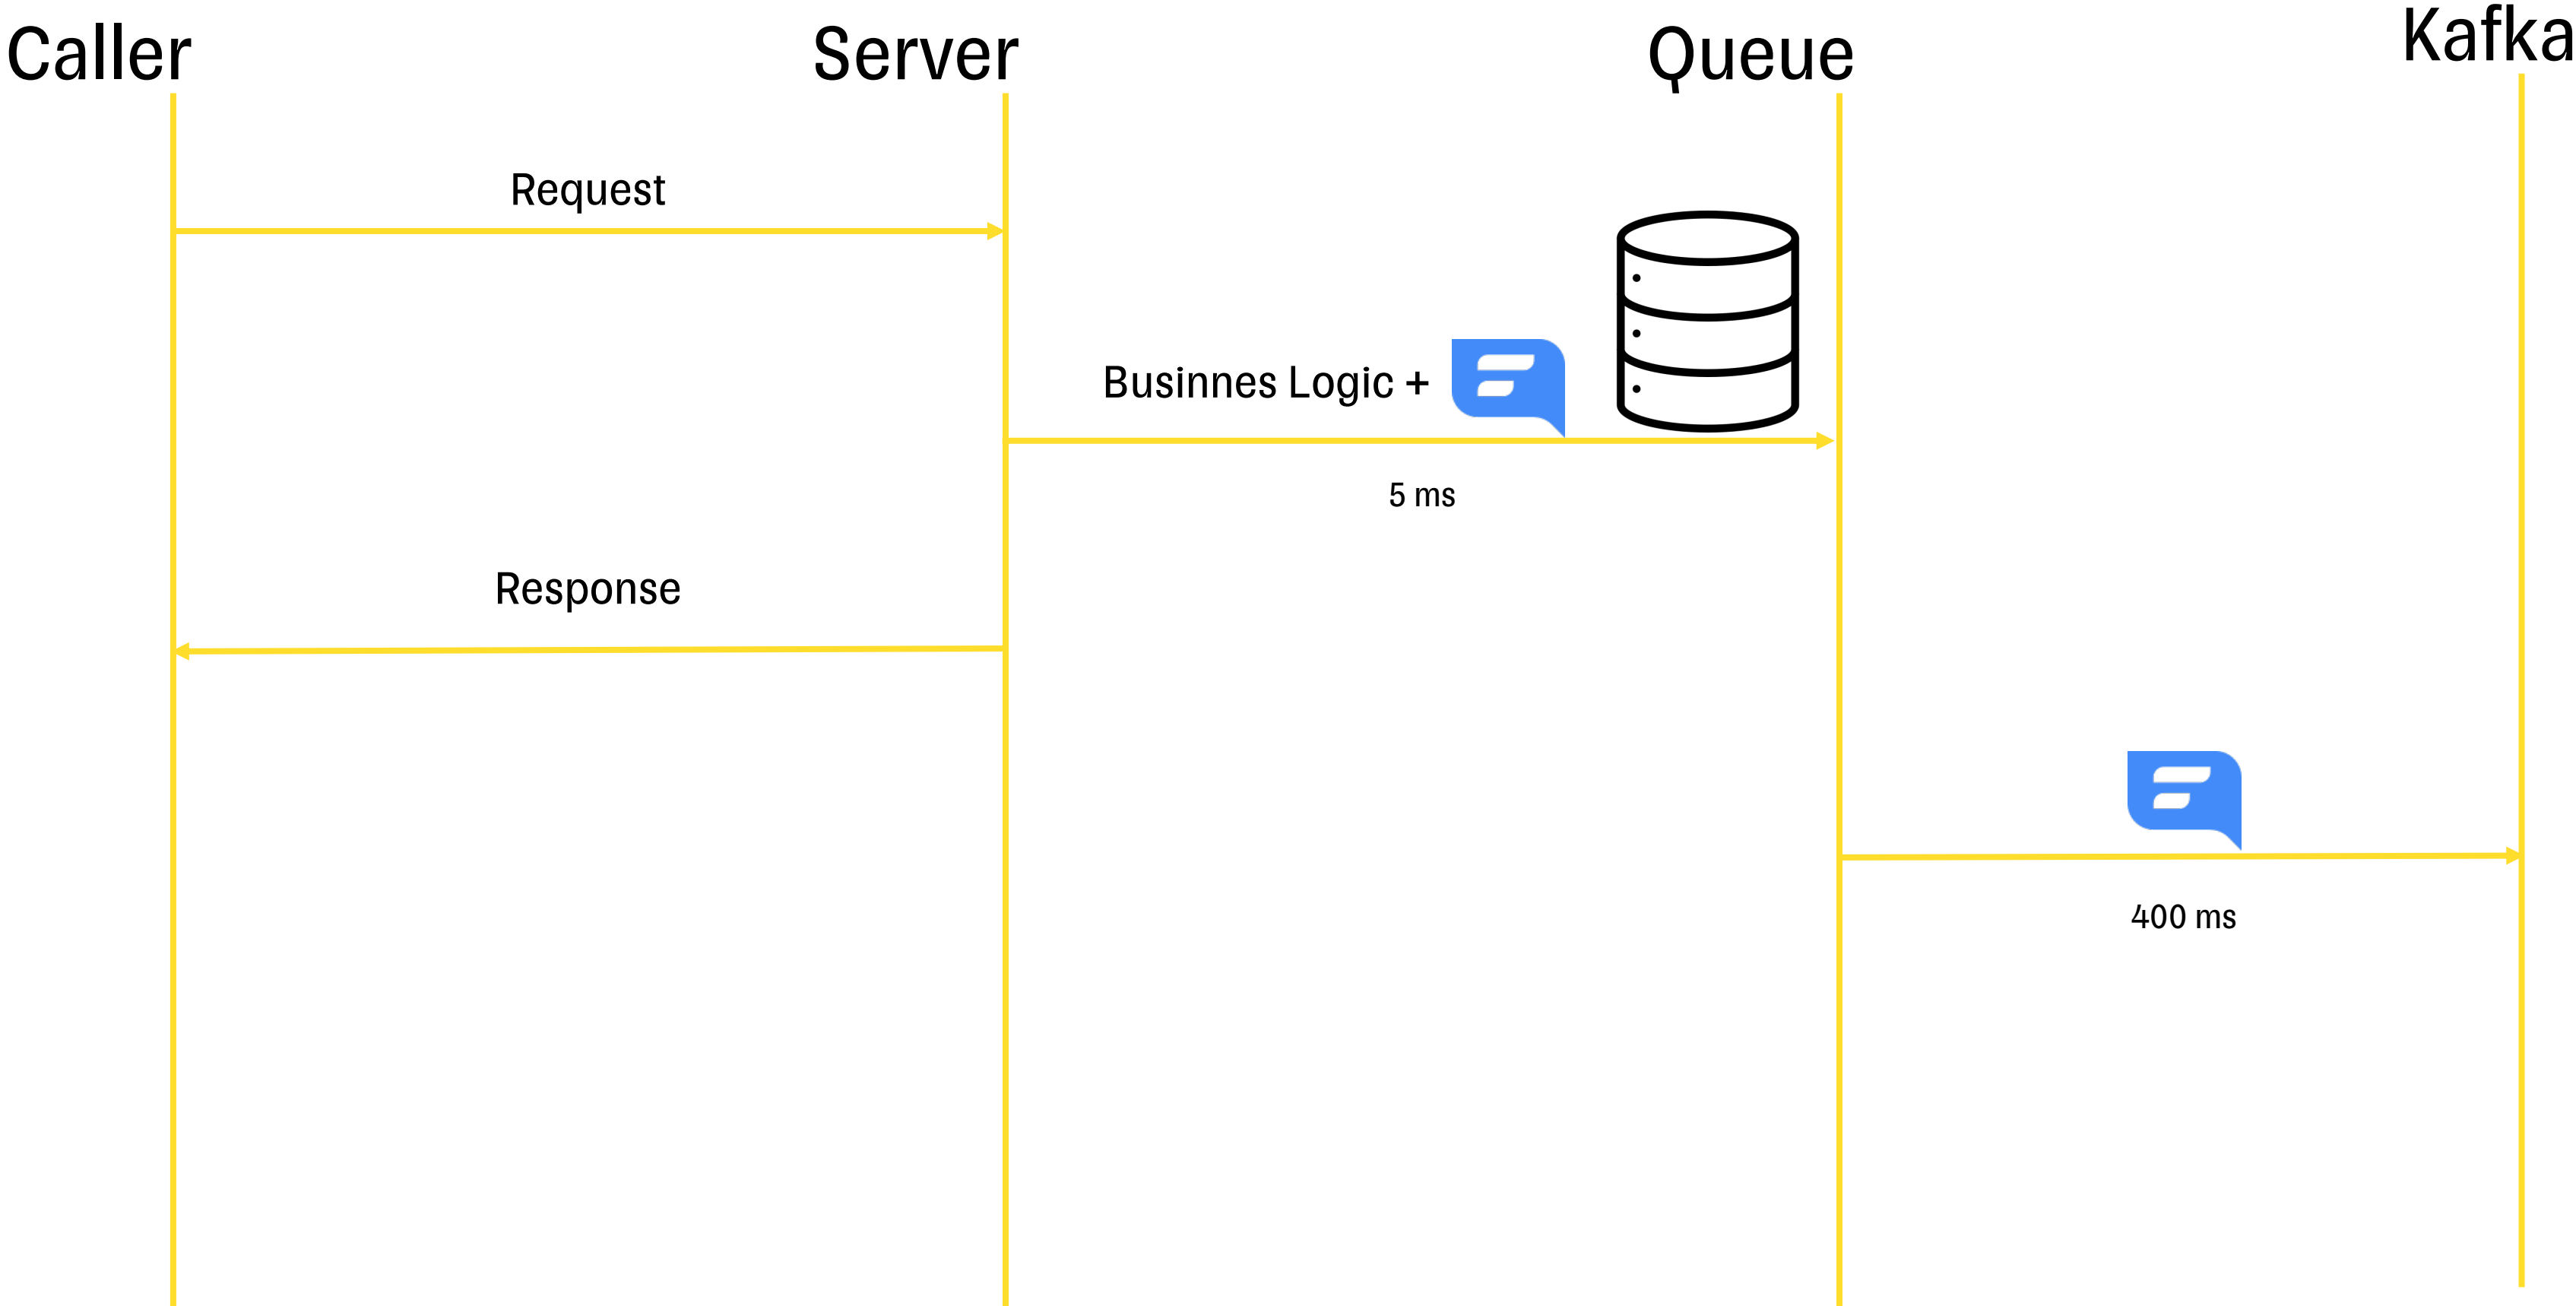 Caller
Server
Queue
Kafka
Request
Businnes Logic +
5 ms
Response
400 ms